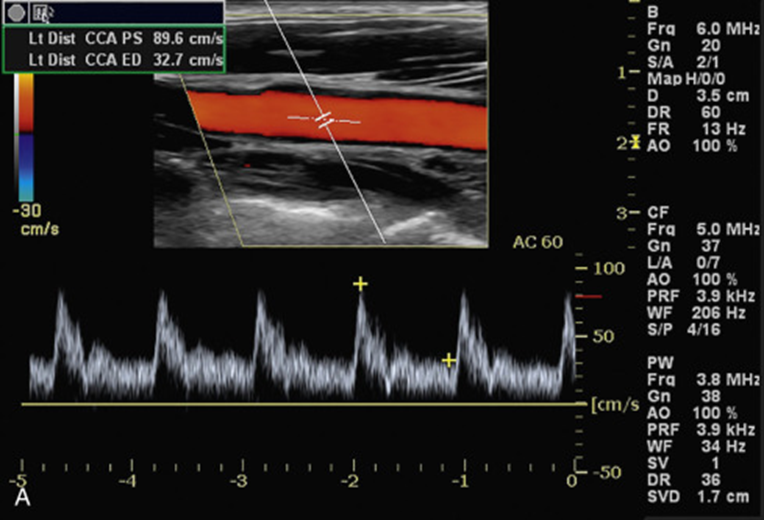 Lt Dist CCA PS 89.6 cm/s
Lt Dist CCA ED 32.7 cm/s
-30
cm/s
1
2
3
AC 60
100
50
[cm/s
-50
-5 -4 -3 -2 -1 0
A
B
Frq 6.0 MHz
Gn 20
S/A 2/1
Map H/0/0
D 3.5 cm
DR 60
FR 13 Hz
AO 100 %
CF
Frq 5.0 MHz
Gn 37
L/A 0/7
AO 100 %
PRF 3.9 kHz
WF 206 Hz
S/P 4/16
PW
Frq 3.8 MHz
Gn 38
AO 100 %
PRF 3.9 kHz
WF 34 Hz
SV 1
DR 36
SVD 1.7 cm